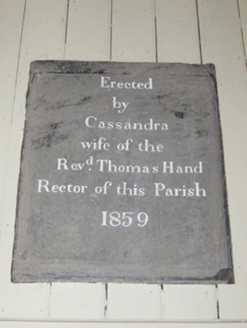 Erected
by
Cassandra
wife of the
Revd. Thomas Hand
Rector of this Parish
1859